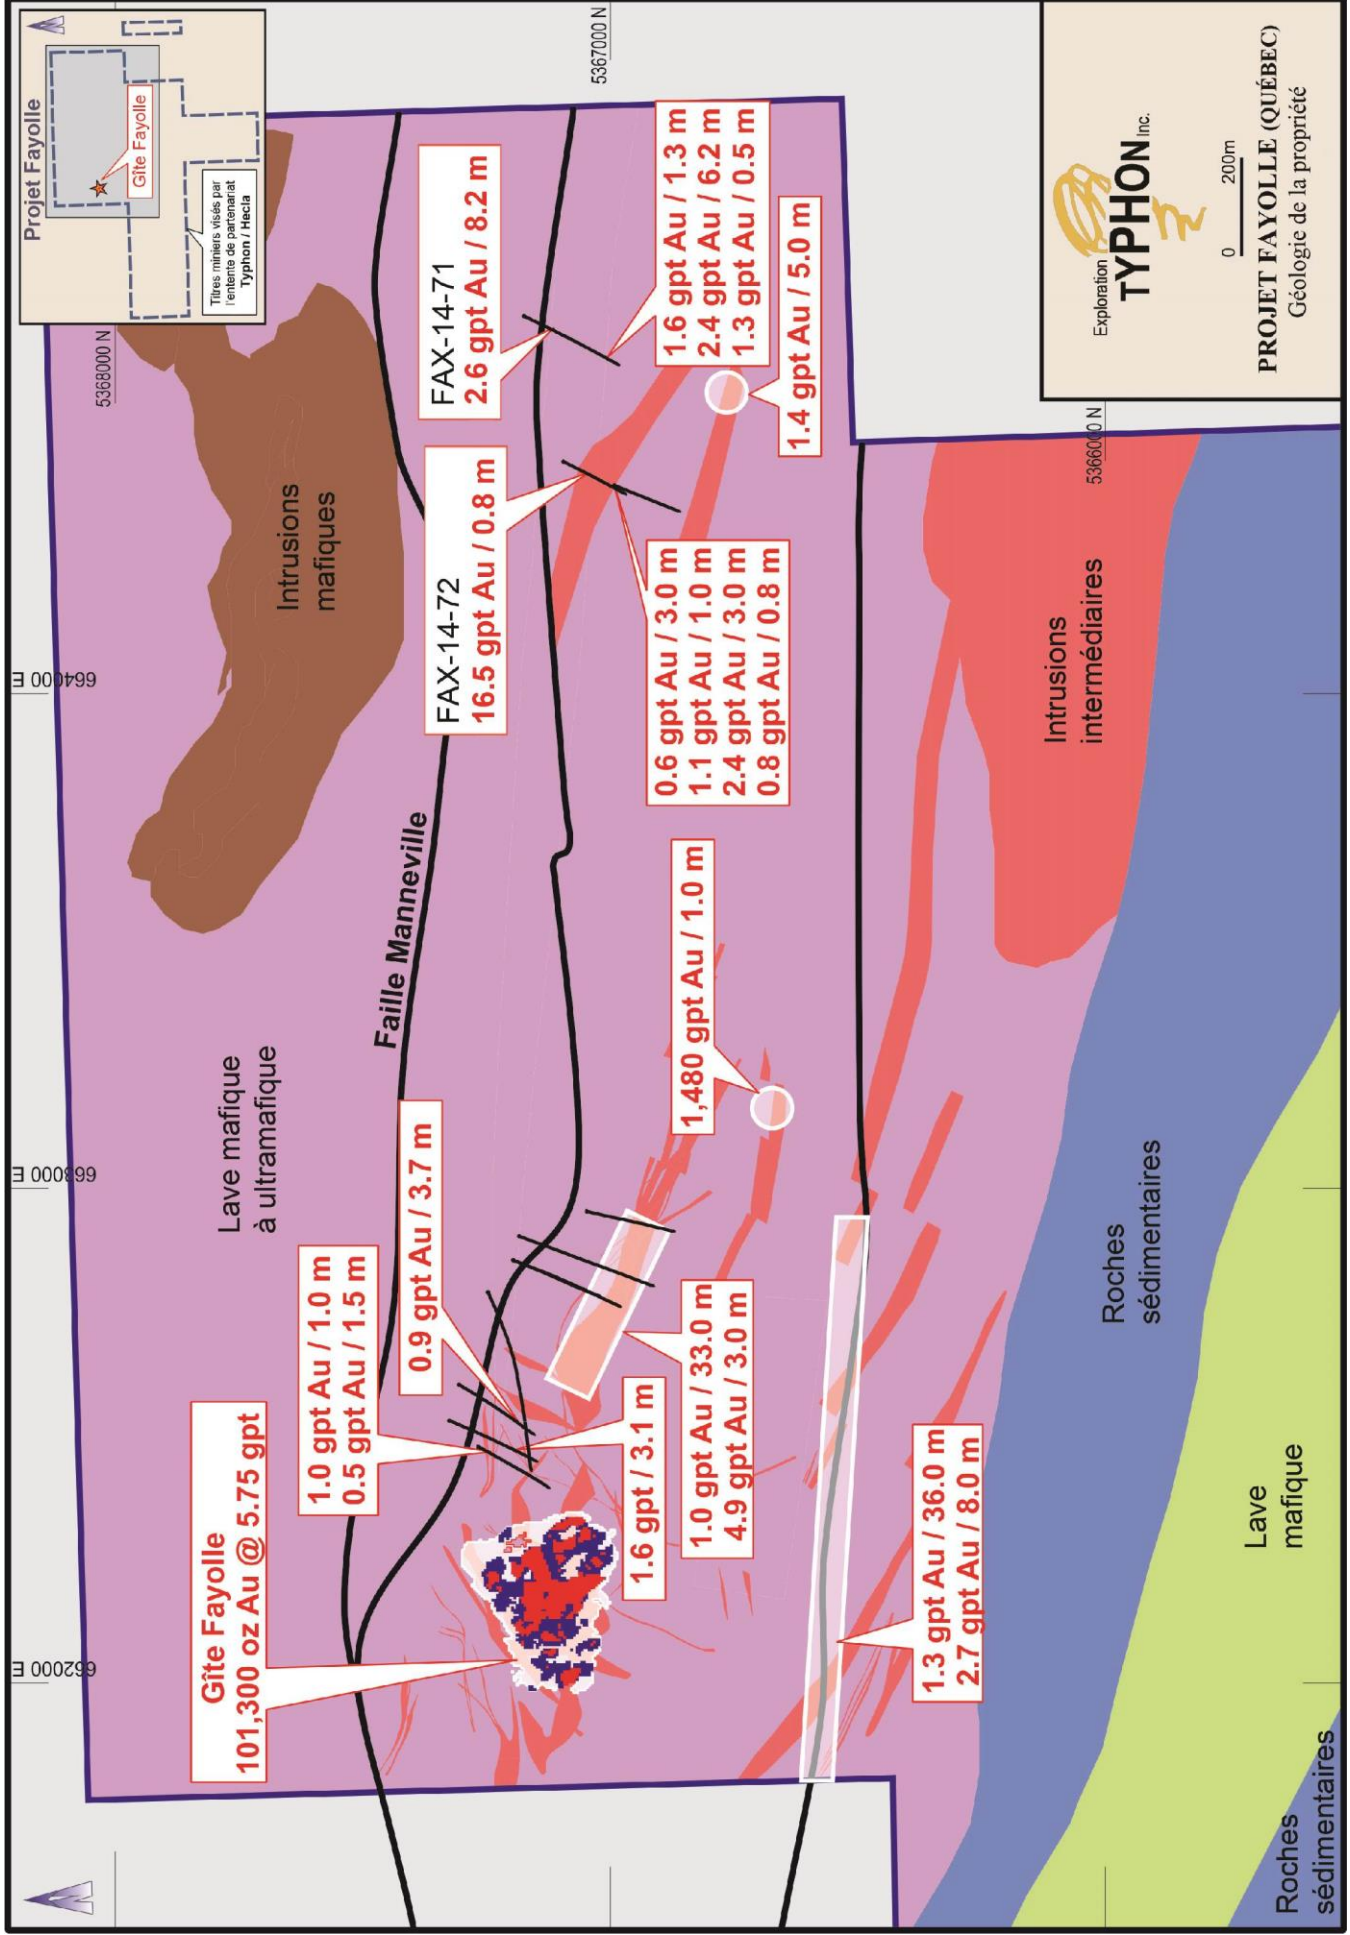 Projet Fayolle
Gîte Fayolle
Titres miniers visés par
l'entente de partenariat
Typhon / Hecla
662000 E
663000 E
664000 E
5368000 N
5367000 N
5366000 N
Gîte Fayolle
101,300 oz Au @ 5.75 gpt
Lave mafique
à ultramafique
Intrusions
mafiques
1.0 gpt Au / 1.0 m
0.5 gpt Au / 1.5 m
Faille Manneville
0.9 gpt Au / 3.7 m
FAX-14-72
16.5 gpt Au / 0.8 m
FAX-14-71
2.6 gpt Au / 8.2 m
1.6 gpt / 3.1 m
1.0 gpt Au / 33.0 m
4.9 gpt Au / 3.0 m
1,480 gpt Au / 1.0 m
0.6 gpt Au / 3.0 m
1.1 gpt Au / 1.0 m
2.4 gpt Au / 3.0 m
0.8 gpt Au / 0.8 m
1.6 gpt Au / 1.3 m
2.4 gpt Au / 6.2 m
1.3 gpt Au / 0.5 m
1.4 gpt Au / 5.0 m
1.3 gpt Au / 36.0 m
2.7 gpt Au / 8.0 m
Intrusions
intermédiaires
Roches
sédimentaires
Lave
mafique
Roches
sédimentaires
Exploration
TYPHON Inc.
0 200m
PROJET FAYOLLE (QUÉBEC)
Géologie de la propriété